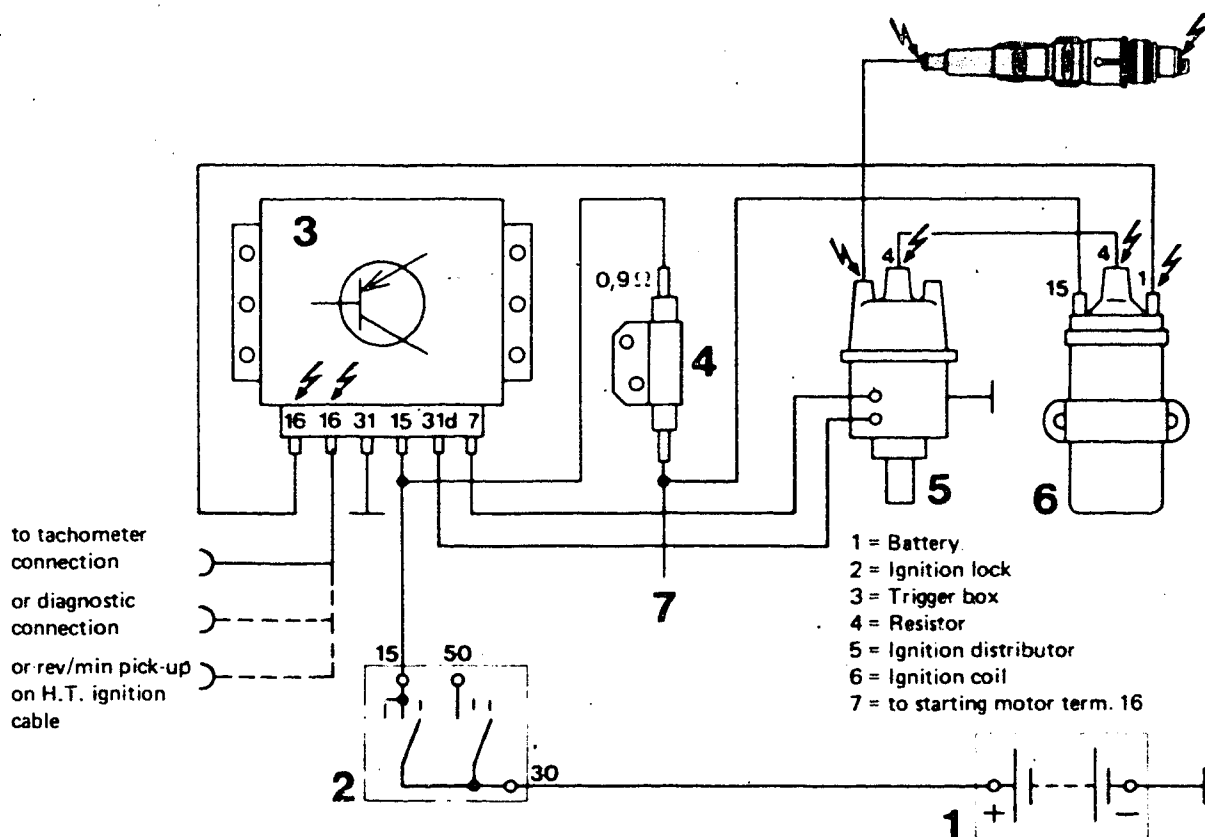 3
0,9Ω
4
4
4
15
1
16 16 31 15 31d 7
5
6
to tachometer
connection
or diagnostic
connection
or rev/min pick-up
on H.T. ignition
cable
7
1 = Battery
2 = Ignition lock
3 = Trigger box
4 = Resistor
5 = Ignition distributor
6 = Ignition coil
7 = to starting motor term. 16
15 50
2
30
1
+ −